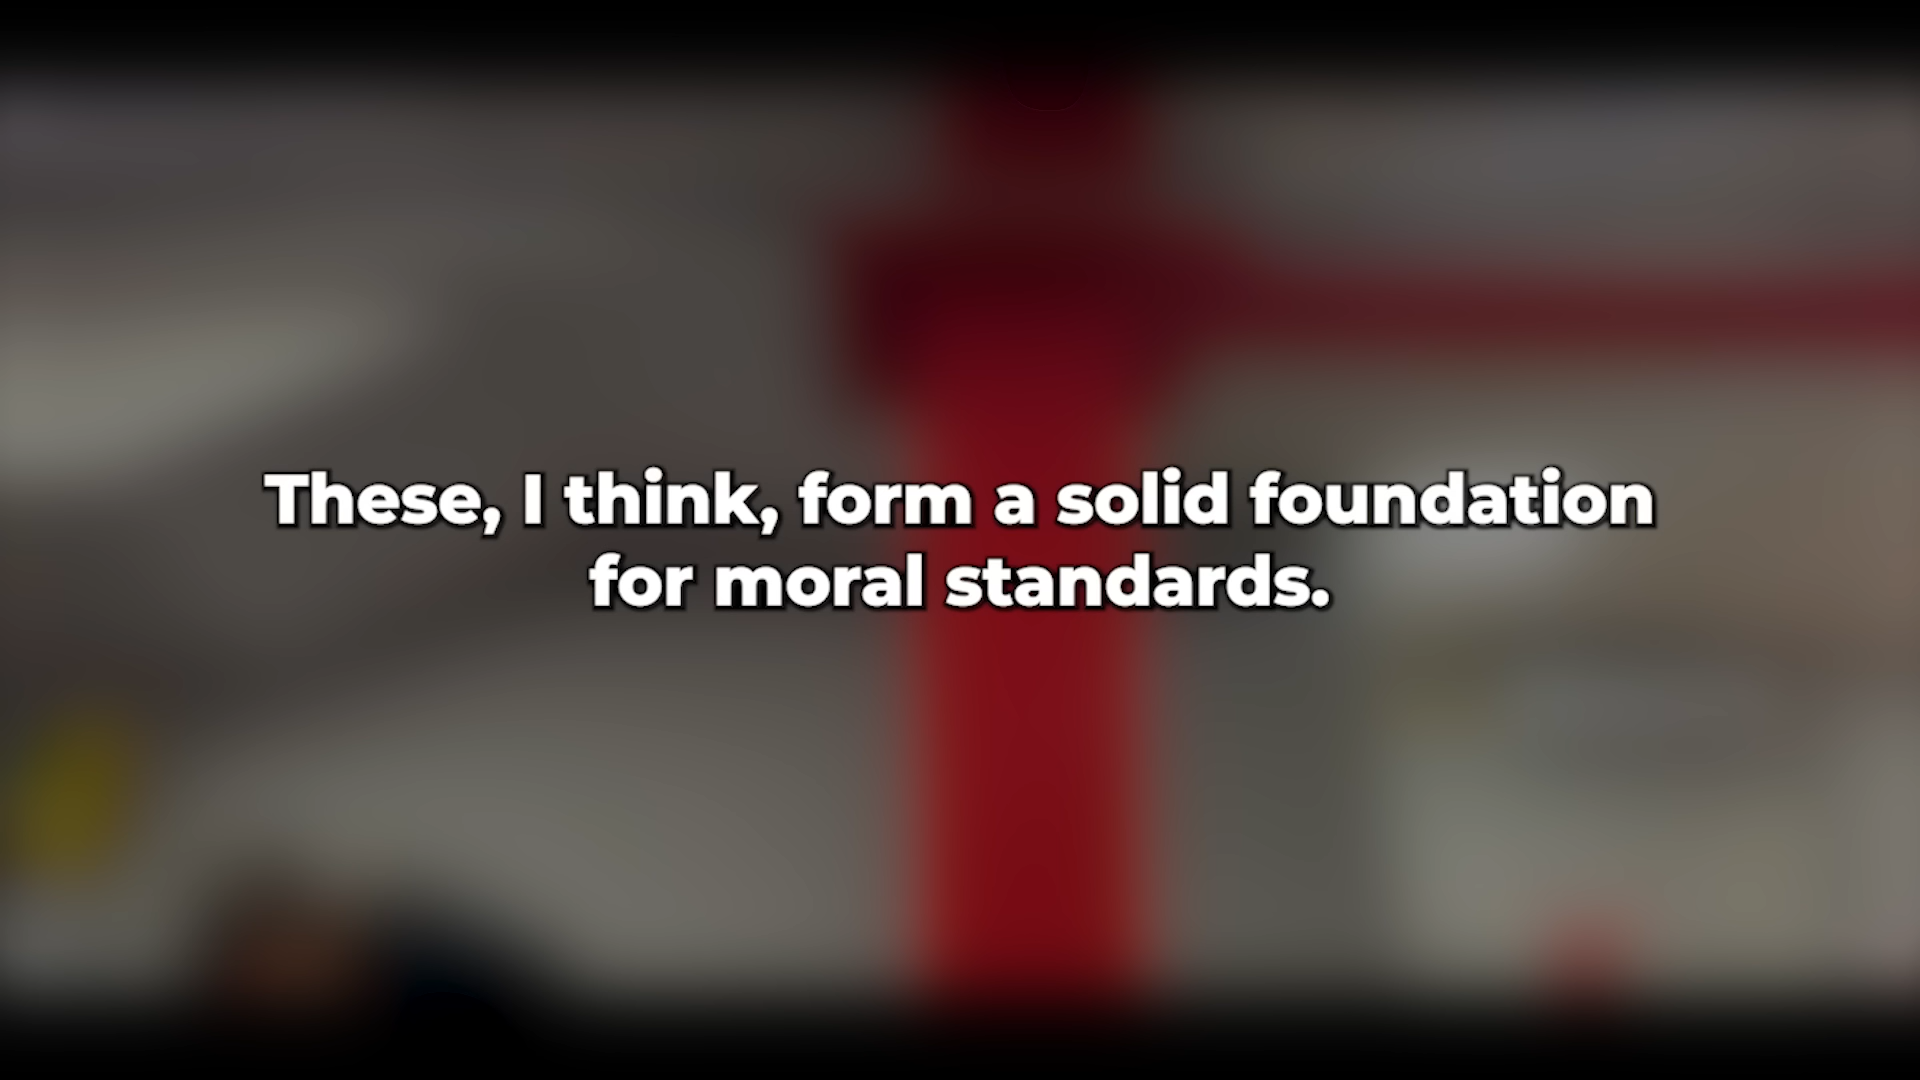 These, I think, form a solid foundation
for moral standards.